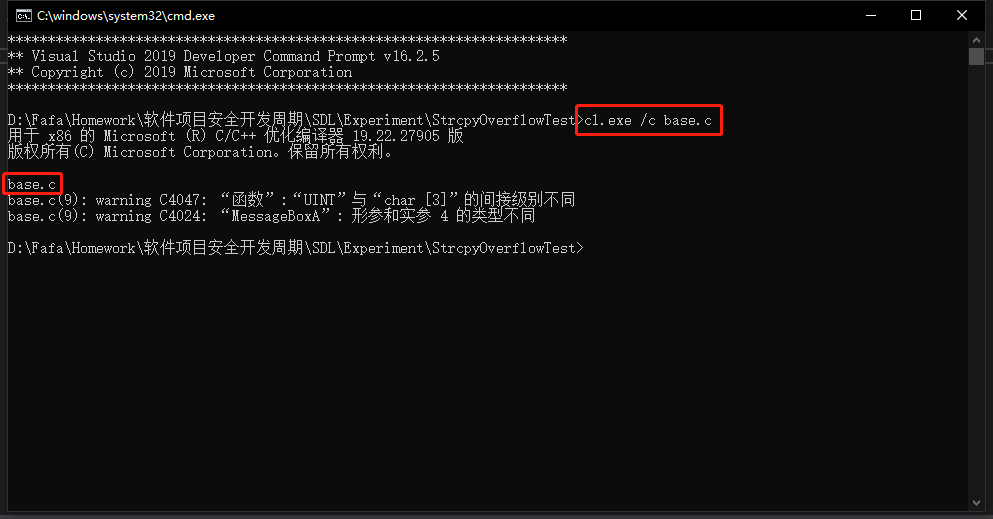 C:\windows\system32\cmd.exe
**********************************************************************
** Visual Studio 2019 Developer Command Prompt v16.2.5
** Copyright (c) 2019 Microsoft Corporation
**********************************************************************
D:\Fafa\Homework\软件项目安全开发周期\SDL\Experiment\StrcpyOverflowTest>cl.exe /c base.c
用于 x86 的 Microsoft (R) C/C++ 优化编译器 19.22.27905 版
版权所有(C) Microsoft Corporation。保留所有权利。
base.c
base.c(9): warning C4047: “函数”:“UINT”与“char [3]”的间接级别不同
base.c(9): warning C4024: “MessageBoxA”: 形参和实参 4 的类型不同
D:\Fafa\Homework\软件项目安全开发周期\SDL\Experiment\StrcpyOverflowTest>